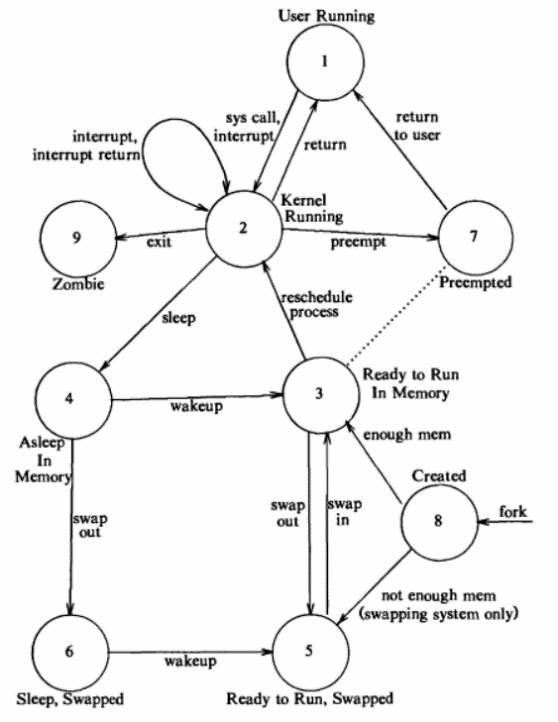 User Running
1
sys call,
interrupt
return
return
to user
interrupt,
interrupt return
Kernel
Running
2
9
Zombie
exit
preempt
7
Preempted
sleep
reschedule
process
4
Asleep
In
Memory
wakeup
3
Ready to Run
In Memory
enough mem
Created
8
fork
swap
out
swap
out
swap
in
not enough mem
(swapping system only)
6
Sleep, Swapped
wakeup
5
Ready to Run, Swapped